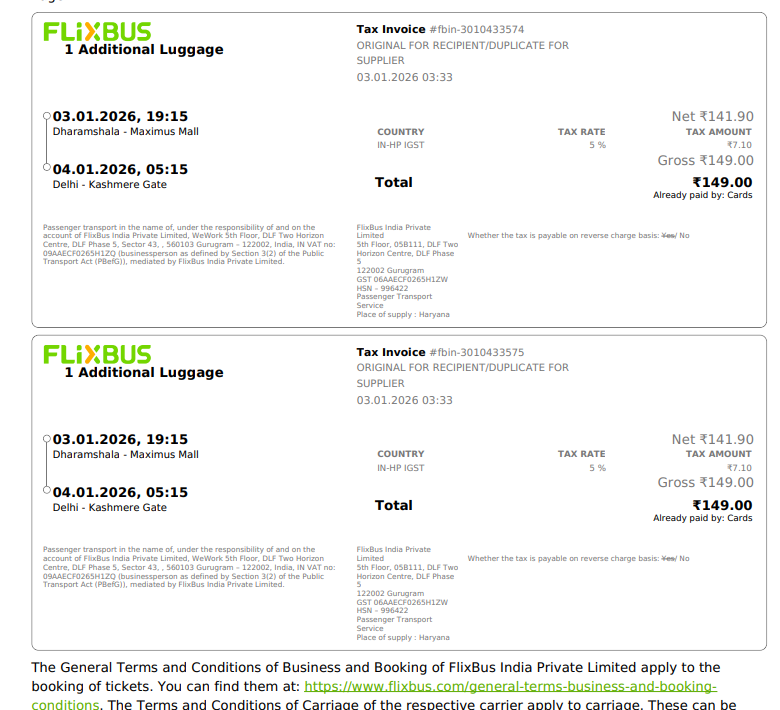 FLiXBUS
1 Additional Luggage
Tax Invoice #fbin-3010433574
ORIGINAL FOR RECIPIENT/DUPLICATE FOR
SUPPLIER
03.01.2026 03:33
03.01.2026, 19:15
Dharamshala - Maximus Mall
04.01.2026, 05:15
Delhi - Kashmere Gate
Net ₹141.90
COUNTRY TAX RATE TAX AMOUNT
IN-HP IGST 5 % ₹7.10
Gross ₹149.00
Total ₹149.00
Already paid by: Cards
Passenger transport in the name of, under the responsibility of and on the
account of FlixBus India Private Limited, WeWork 5th Floor, DLF Two Horizon
Centre, DLF Phase 5, Sector 43, , 560103 Gurugram – 122002, India, IN VAT no:
09AAECF0265H1ZQ (businessperson as defined by Section 3(2) of the Public
Transport Act (PBefG)), mediated by FlixBus India Private Limited.
FlixBus India Private
Limited
5th Floor, 05B111, DLF Two
Horizon Centre, DLF Phase
5
122002 Gurugram
GST 06AAECF0265H1ZW
HSN – 996422
Passenger Transport
Service
Place of supply : Haryana
Whether the tax is payable on reverse charge basis: Yes/ No
FLiXBUS
1 Additional Luggage
Tax Invoice #fbin-3010433575
ORIGINAL FOR RECIPIENT/DUPLICATE FOR
SUPPLIER
03.01.2026 03:33
03.01.2026, 19:15
Dharamshala - Maximus Mall
04.01.2026, 05:15
Delhi - Kashmere Gate
Net ₹141.90
COUNTRY TAX RATE TAX AMOUNT
IN-HP IGST 5 % ₹7.10
Gross ₹149.00
Total ₹149.00
Already paid by: Cards
Passenger transport in the name of, under the responsibility of and on the
account of FlixBus India Private Limited, WeWork 5th Floor, DLF Two Horizon
Centre, DLF Phase 5, Sector 43, , 560103 Gurugram – 122002, India, IN VAT no:
09AAECF0265H1ZQ (businessperson as defined by Section 3(2) of the Public
Transport Act (PBefG)), mediated by FlixBus India Private Limited.
FlixBus India Private
Limited
5th Floor, 05B111, DLF Two
Horizon Centre, DLF Phase
5
122002 Gurugram
GST 06AAECF0265H1ZW
HSN – 996422
Passenger Transport
Service
Place of supply : Haryana
Whether the tax is payable on reverse charge basis: Yes/ No
The General Terms and Conditions of Business and Booking of FlixBus India Private Limited apply to the
booking of tickets. You can find them at: https://www.flixbus.com/general-terms-business-and-booking-
conditions. The Terms and Conditions of Carriage of the respective carrier apply to carriage. These can be